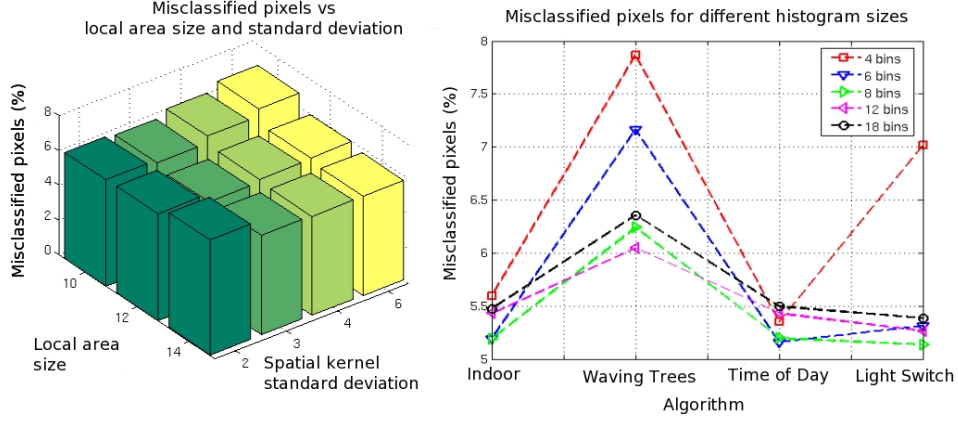 Misclassified pixels vs
local area size and standard deviation
Misclassified pixels (%)
8
6
4
2
0
10
12
14
2
3
4
6
Local area
size
Spatial kernel
standard deviation
Misclassified pixels for different histogram sizes
Misclassified pixels (%)
8
7.5
7
6.5
6
5.5
5
4 bins
6 bins
8 bins
12 bins
18 bins
Indoor
Waving Trees
Time of Day
Light Switch
Algorithm